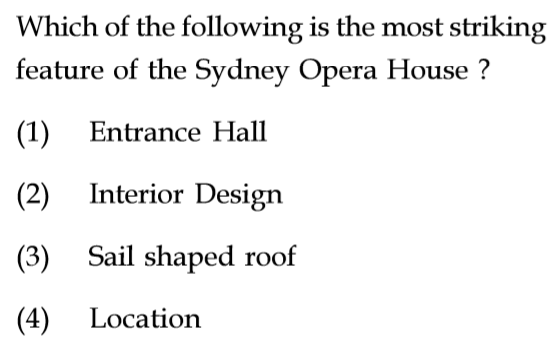 Which of the following is the most striking
feature of the Sydney Opera House ?
(1) Entrance Hall
(2) Interior Design
(3) Sail shaped roof
(4) Location